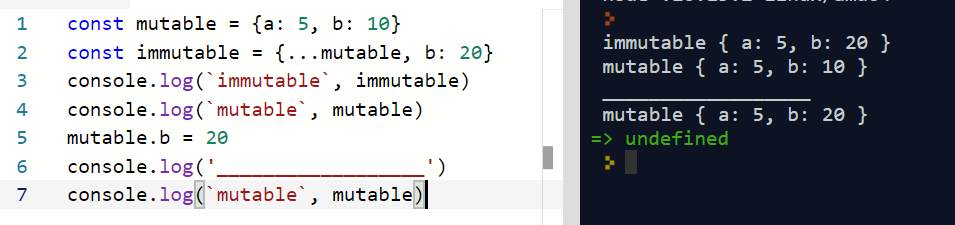 1 const mutable = {a: 5, b: 10}
2 const immutable = {...mutable, b: 20}
3 console.log(`immutable`, immutable)
4 console.log(`mutable`, mutable)
5 mutable.b = 20
6 console.log('__________________')
7 console.log(`mutable`, mutable)
immutable { a: 5, b: 20 }
mutable { a: 5, b: 10 }
__________________
mutable { a: 5, b: 20 }
=> undefined